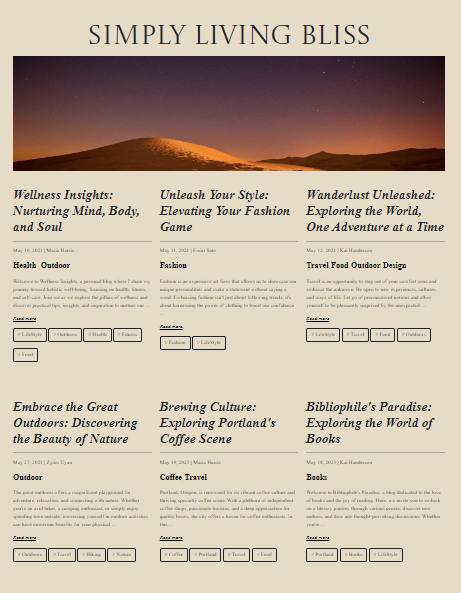 SIMPLY LIVING BLISS
Wellness Insights:
Nurturing Mind, Body,
and Soul
May 10, 2021 | Maria Harris
Health Outdoor
Welcome to Wellness Insights, a personal blog where I share my
journey toward holistic well-being, focusing on health, fitness,
and self-care. Join me as we explore the pillars of wellness and
discover practical tips, insights, and inspiration to nurture our ...
Read more
# LifeStyle
# Outdoors
# Health
# Fitness
# Food
Unleash Your Style:
Elevating Your Fashion
Game
May 11, 2021 |
Fashion
Fashion is an expressive art form that allows us to showcase our
unique personalities and make a statement without saying a
word. Embracing fashion isn't just about following trends; it's
about harnessing the power of clothing to boost our confidence
...
Read more
# Fashion
# LifeStyle
Wanderlust Unleashed:
Exploring the World,
One Adventure at a Time
May 12, 2021 | Kai Handerson
Travel Food Outdoor Design
Travel is an opportunity to step out of your comfort zone and
embrace the unknown. Be open to new experiences, cultures,
and ways of life. Let go of preconceived notions and allow
yourself to be pleasantly surprised by the unexpected. ...
Read more
# LifeStyle
# Travel
# Food
# Outdoors
Embrace the Great
Outdoors: Discovering
the Beauty of Nature
May 27, 2021 |
Outdoor
The great outdoors offers a magnificent playground for
adventure, relaxation, and connecting with nature. Whether
you're an avid hiker, a camping enthusiast, or simply enjoy
spending time outside, immersing yourself in outdoor activities
can have numerous benefits for your physical ...
Read more
# Outdoors
# Travel
# Hiking
# Nature
Brewing Culture:
Exploring Portland's
Coffee Scene
May 19, 2021 | Maria Harris
Coffee Travel
Portland, Oregon, is renowned for its vibrant coffee culture and
thriving specialty coffee scene. With a plethora of independent
coffee shops, passionate baristas, and a deep appreciation for
quality brews, the city offers a haven for coffee enthusiasts. In
this ...
Read more
# Coffee
# Portland
# Travel
# Food
Bibliophile's Paradise:
Exploring the World of
Books
May 18, 2021 | Kai Handerson
Books
Welcome to Bibliophile's Paradise, a blog dedicated to the love
of books and the joy of reading. Here, we invite you to embark
on a literary journey through various genres, discover new
authors, and dive into thought-provoking discussions. Whether
you're ...
Read more
# Portland
# Books
# LifeStyle